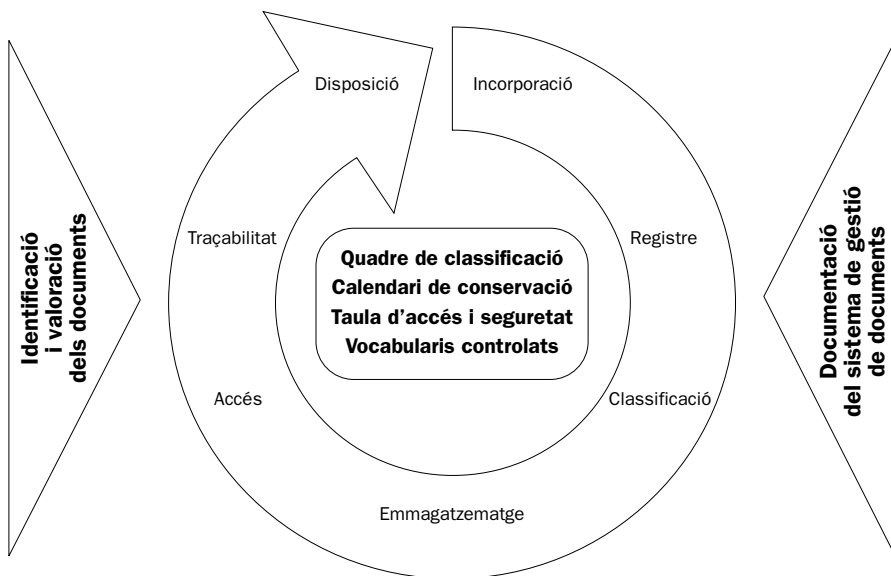 Disposició
Incorporació
Traçabilitat
Registre
Identificació
i valoració
dels documents
Quadre de classificació
Calendari de conservació
Taula d’accés i seguretat
Vocabularis controlats
Documentació
del sistema de gestió
de documents
Accés
Classificació
Emmagatzematge